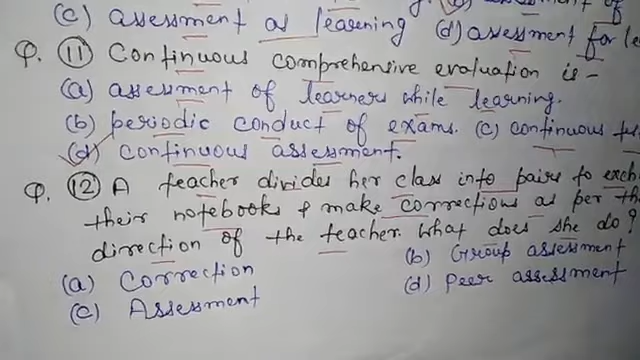 (c) assessment as learning (d) assessment for
Q. (11) Continuous comprehensive evaluation is -
(a) assessment of learners while learning.
(b) periodic conduct of exams. (c) continuous
(d) continuous assessment.
Q. (12) A teacher divides her class into pairs to
their notebooks & make corrections as per the
direction of the teacher. What does she do?
(a) Correction (b) Group assessment
(c) Assessment (d) Peer assessment